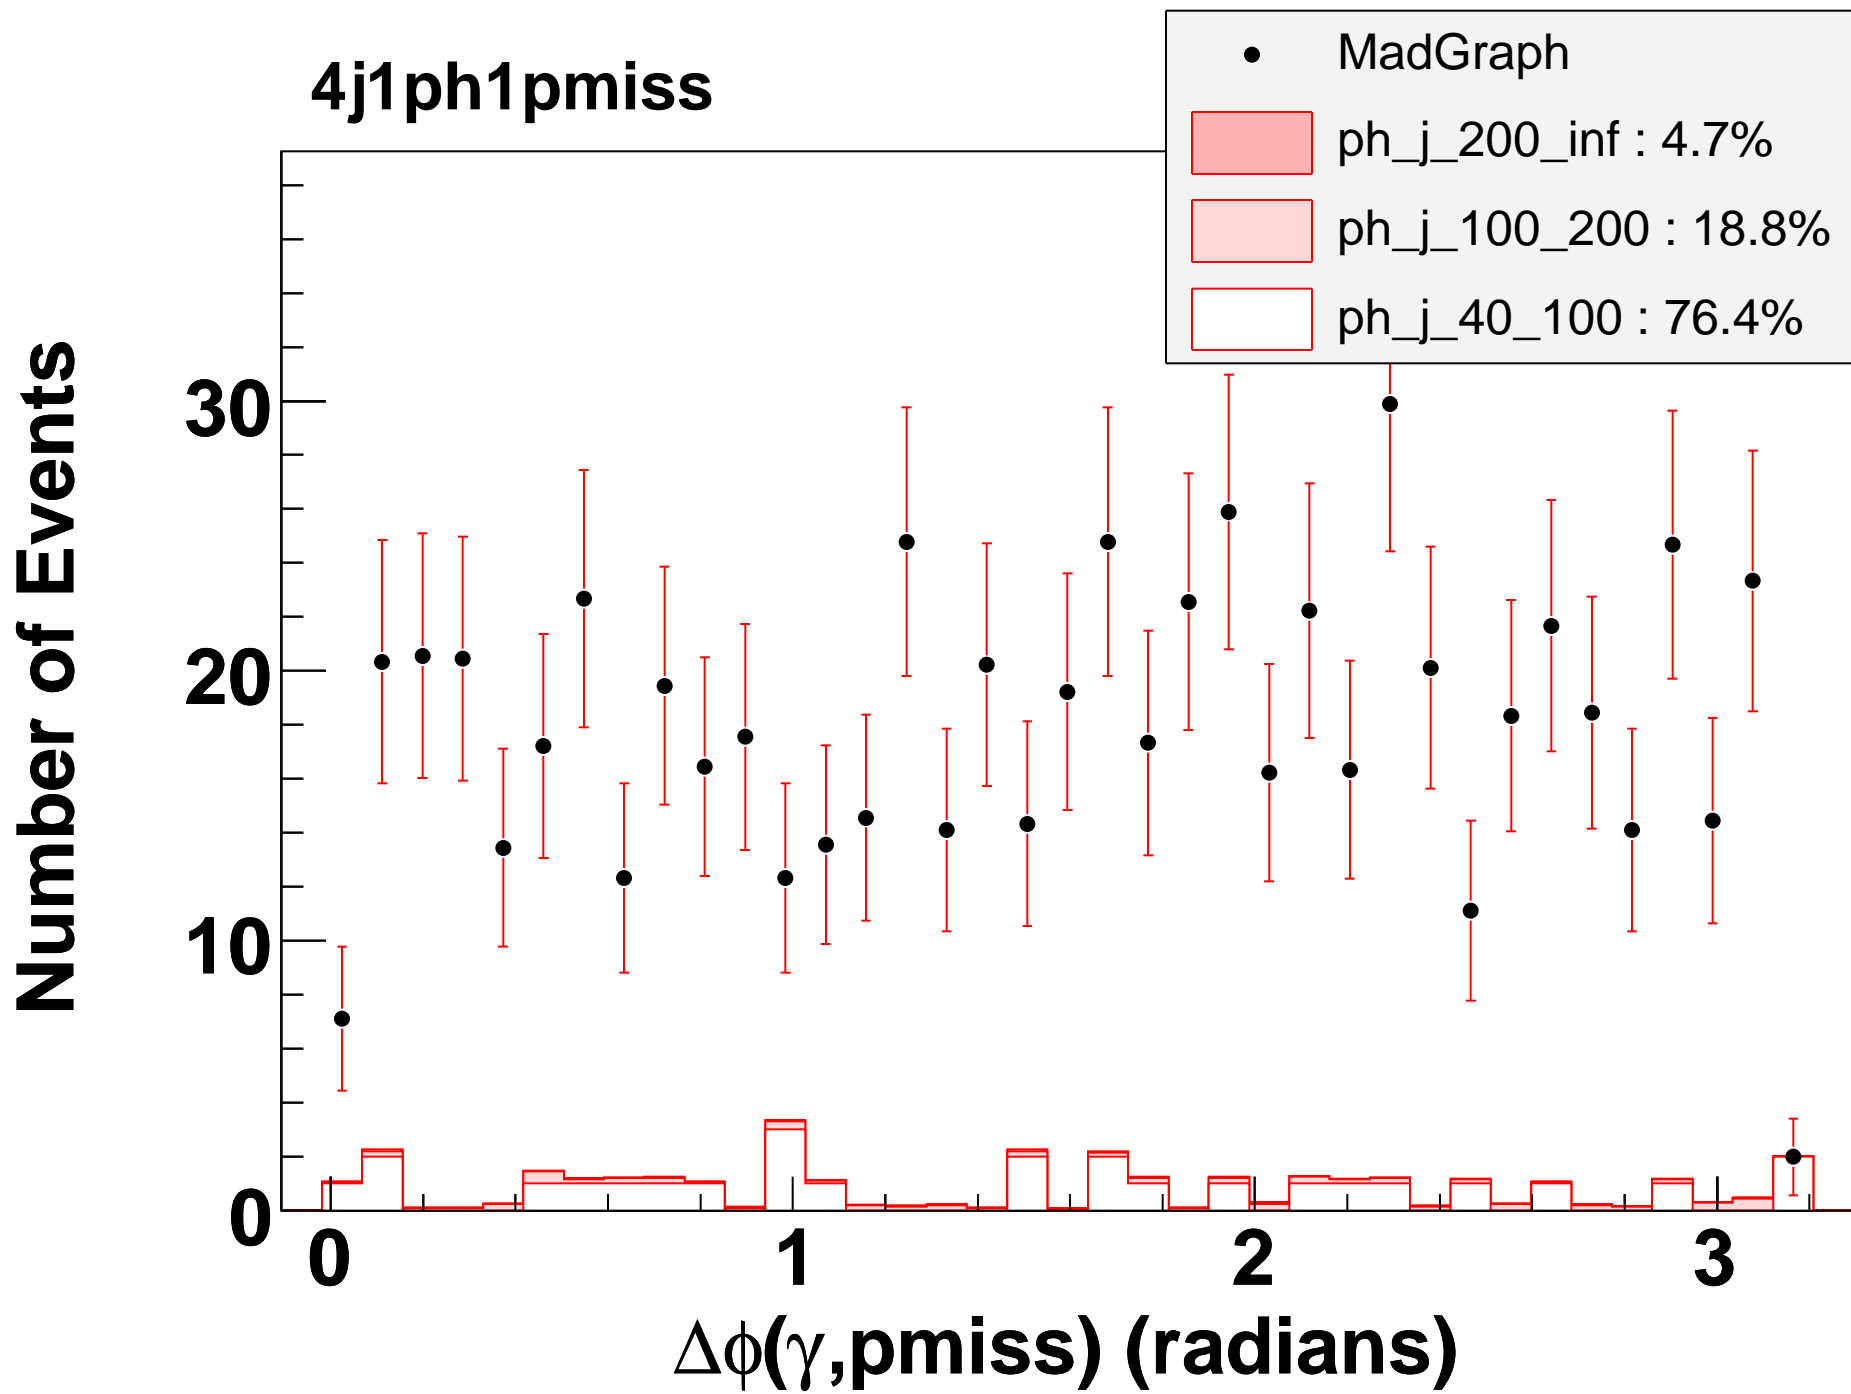 4j1ph1pmiss
MadGraph
ph_j_200_inf : 4.7%
ph_j_100_200 : 18.8%
ph_j_40_100 : 76.4%
Number of Events
30
20
10
0
0 1 2 3
Δϕ(γ,pmiss) (radians)